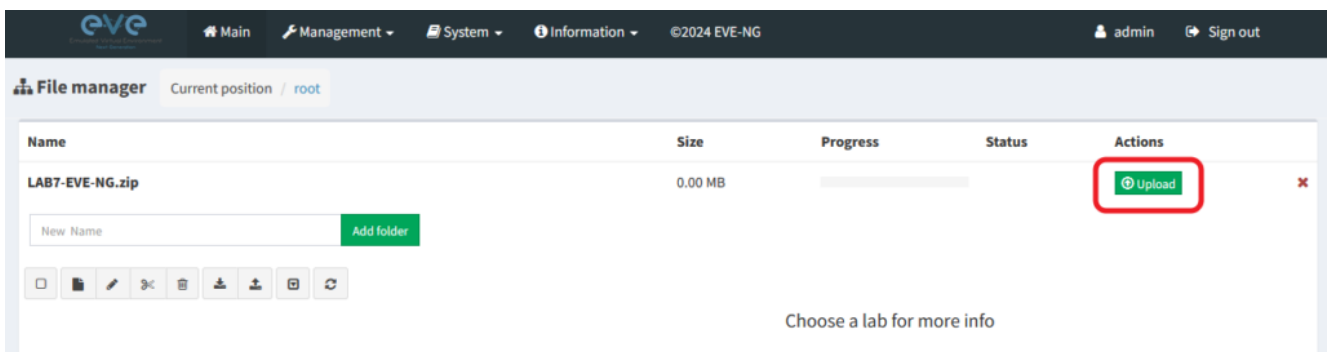 eve
Main
Management
System
Information
©2024 EVE-NG
admin
Sign out
File manager
Current position / root
Name Size Progress Status Actions
LAB7-EVE-NG.zip 0.00 MB Upload
New Name Add folder
Choose a lab for more info